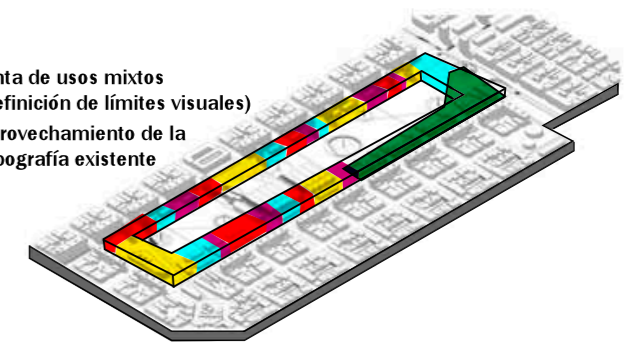 nta de usos mixtos
efinición de límites visuales)
rovechamiento de la
pografía existente